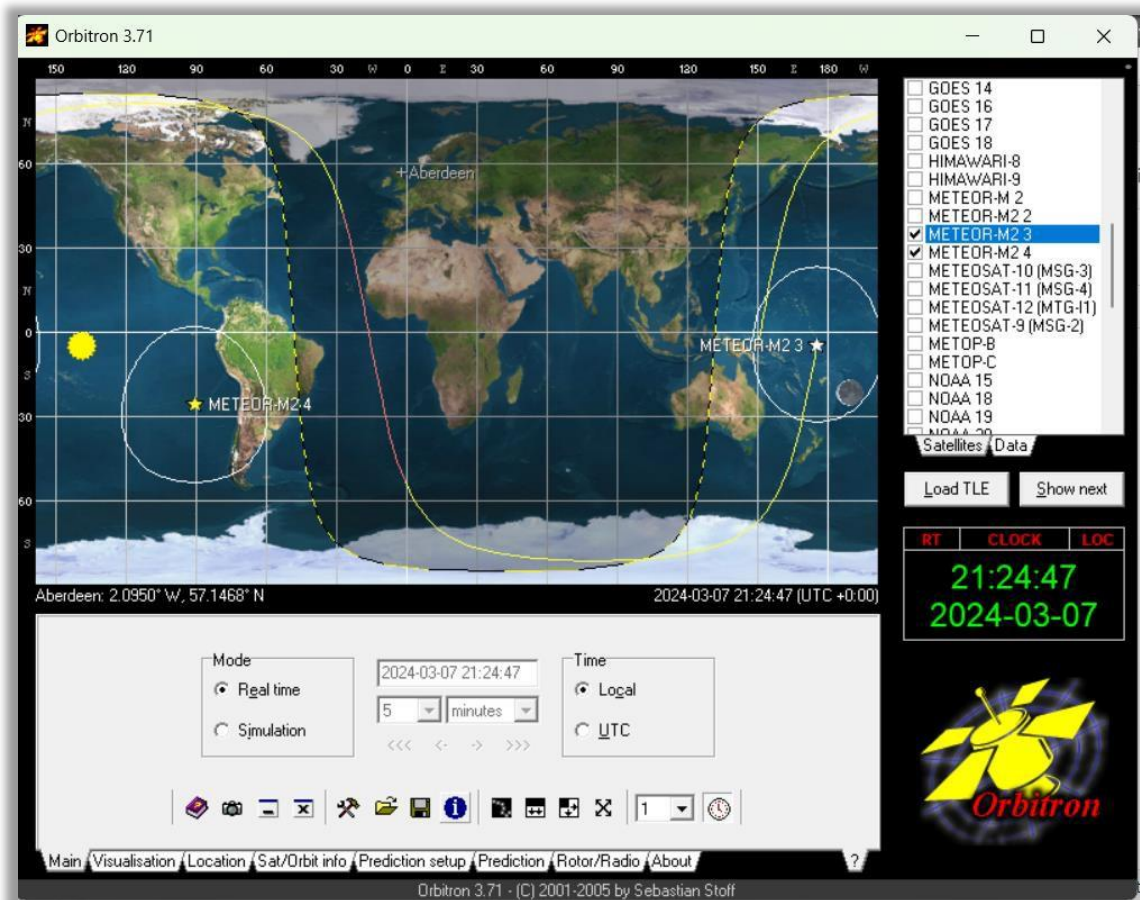 Orbitron 3.71
150 120 90 60 30 W 0 E 30 60 90 120 150 E 180 W
N
60
+Aberdeen
30
N
0
METEOR-M2 3
S
METEOR-M2 4
30
60
S
Aberdeen: 2.0950° W, 57.1468° N
2024-03-07 21:24:47 (UTC +0:00)
GOES 14
GOES 16
GOES 17
GOES 18
HIMAWARI-8
HIMAWARI-9
METEOR-M 2
METEOR-M2 2
METEOR-M2 3
METEOR-M2 4
METEOSAT-10 (MSG-3)
METEOSAT-11 (MSG-4)
METEOSAT-12 (MTG-I1)
METEOSAT-9 (MSG-2)
METOP-B
METOP-C
NOAA 15
NOAA 18
NOAA 19
NOAA 20
Satellites Data
Load TLE Show next
RT CLOCK LOC
21:24:47
2024-03-07
Mode
Real time
Simulation
2024-03-07 21:24:47
5 minutes
<<< <- -> >>>
Time
Local
UTC
1
Orbitron
Main Visualisation Location Sat/Orbit info Prediction setup Prediction Rotor/Radio About ?
Orbitron 3.71 - (C) 2001-2005 by Sebastian Stoff